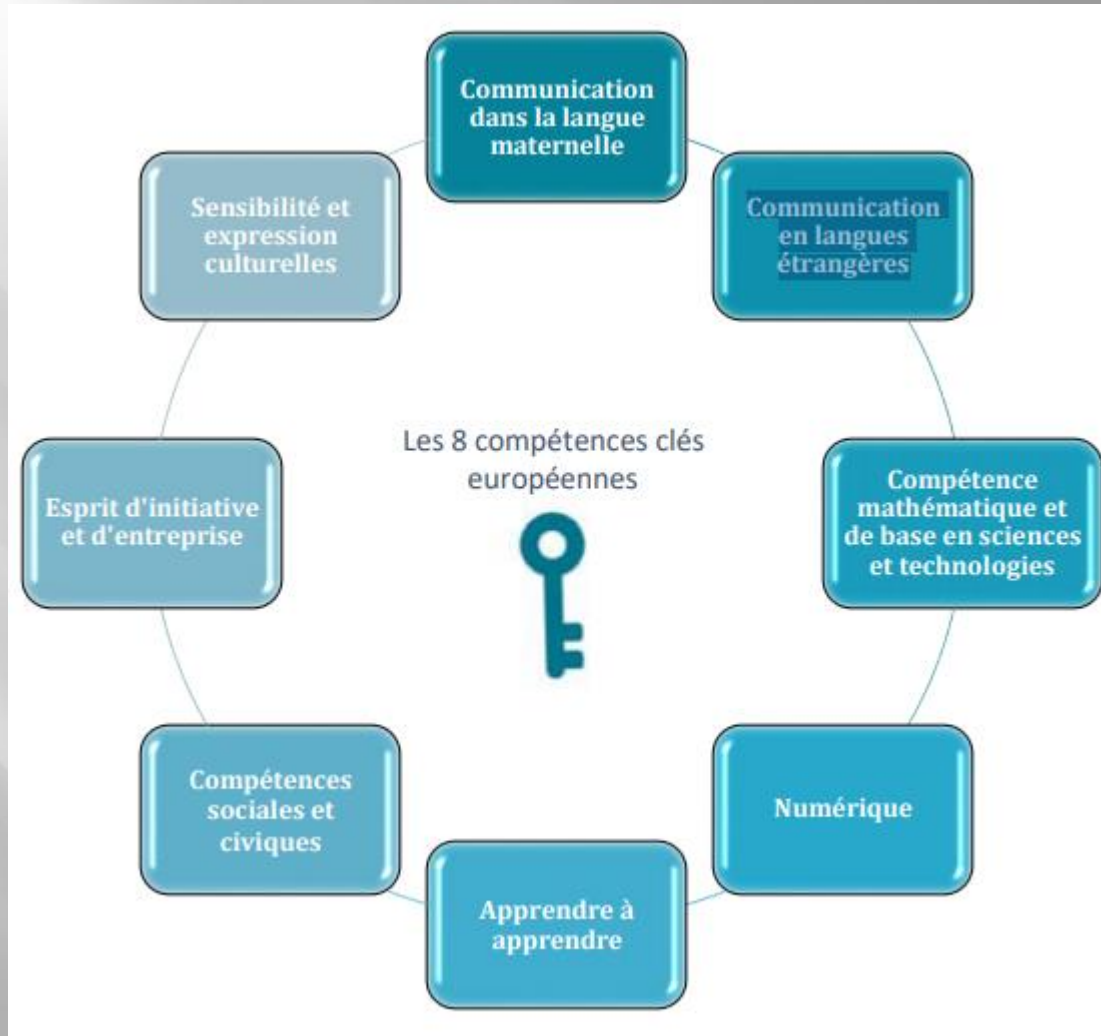 Communication
dans la langue
maternelle
Communication
en langues
étrangères
Compétence
mathématique et
de base en sciences
et technologies
Numérique
Apprendre à
apprendre
Compétences
sociales et
civiques
Esprit d'initiative
et d'entreprise
Sensibilité et
expression
culturelles
Les 8 compétences clés
européennes